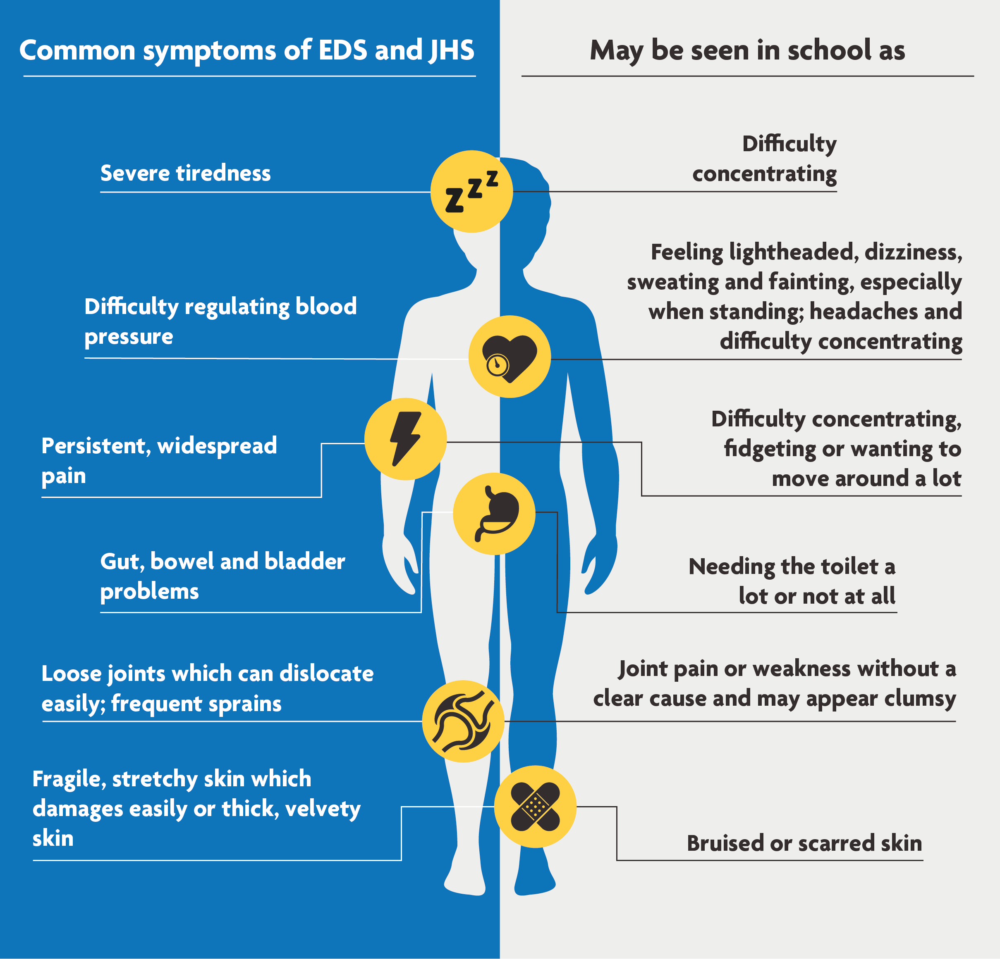 Common symptoms of EDS and JHS
May be seen in school as
Severe tiredness
z z z
Difficulty
concentrating
Difficulty regulating blood
pressure
Feeling lightheaded, dizziness,
sweating and fainting, especially
when standing; headaches and
difficulty concentrating
Persistent, widespread
pain
Difficulty concentrating,
fidgeting or wanting to
move around a lot
Gut, bowel and bladder
problems
Needing the toilet a
lot or not at all
Loose joints which can dislocate
easily; frequent sprains
Joint pain or weakness without a
clear cause and may appear clumsy
Fragile, stretchy skin which
damages easily or thick, velvety
skin
Bruised or scarred skin